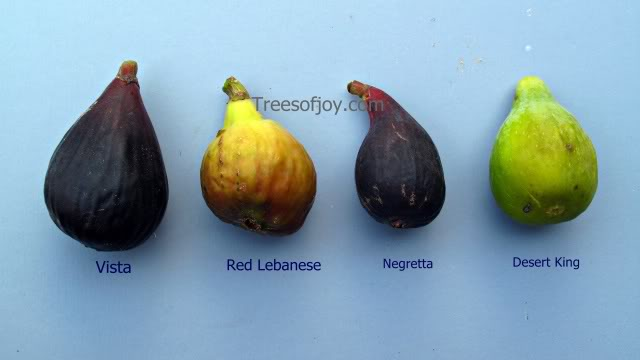 Treesofjoy.com
Vista
Red Lebanese
Negretta
Desert King